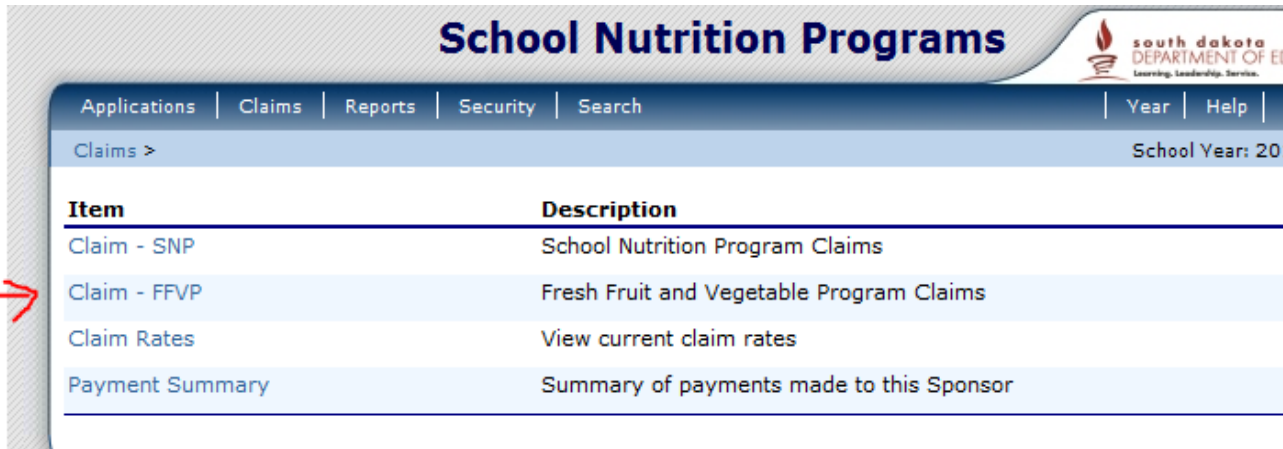 School Nutrition Programs
south dakota
DEPARTMENT OF ED
Learning. Leadership. Service.
Applications | Claims | Reports | Security | Search | Year | Help |
Claims > School Year: 20
Item Description
Claim - SNP School Nutrition Program Claims
Claim - FFVP Fresh Fruit and Vegetable Program Claims
Claim Rates View current claim rates
Payment Summary Summary of payments made to this Sponsor